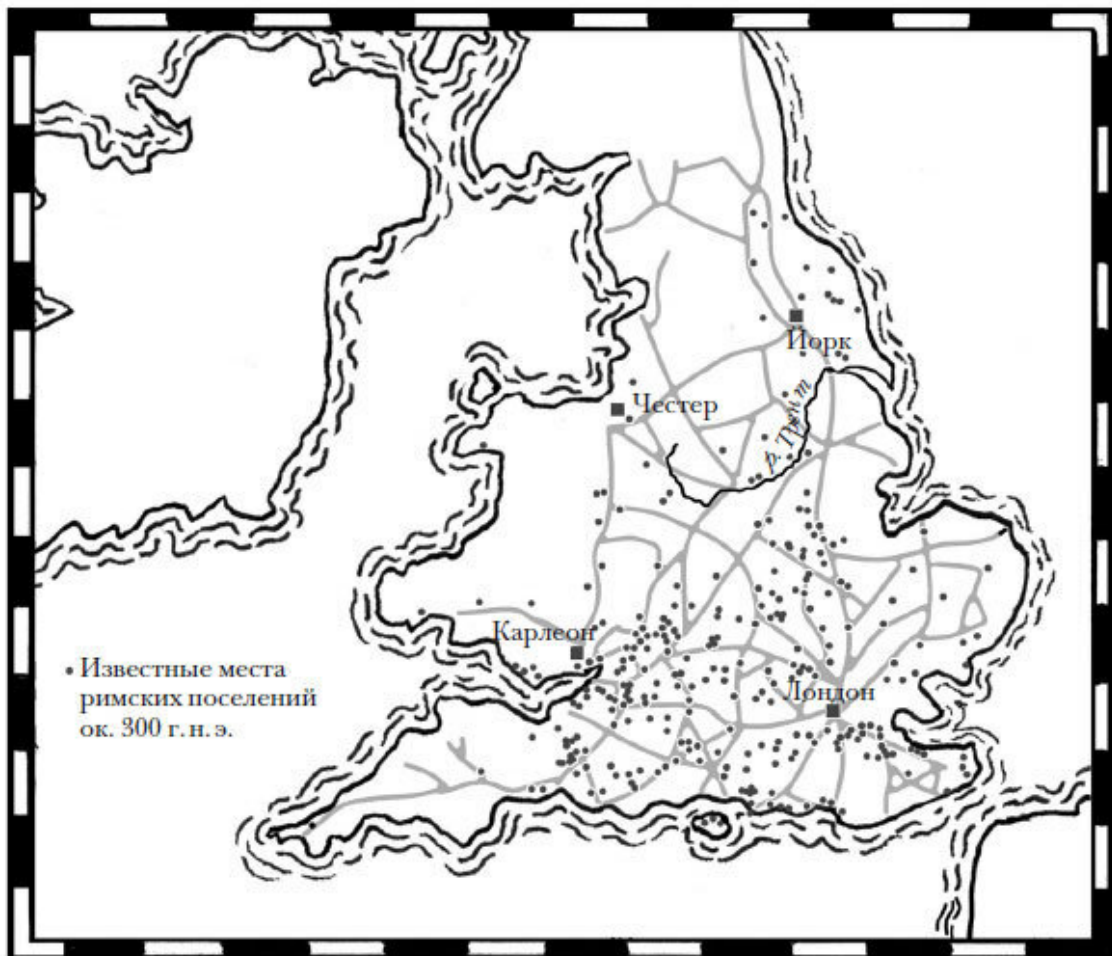 Йорк
Честер
р. Трент
Карлеон
• Известные места
римских поселений
ок. 300 г. н. э.
Лондон